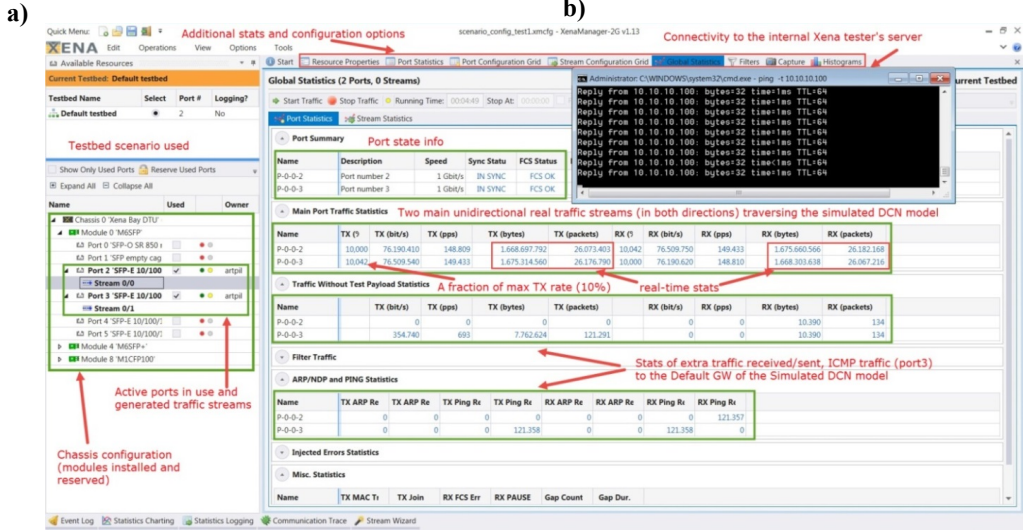 a)
b)
Quick Menu:
Additional stats and configuration options
scenario_config_test1.xmcfg - XenaManager-2G v1.13
XENA Edit Operations View Options Tools
Connectivity to the internal Xena tester's server
Available Resources
Start Resource Properties Port Statistics Port Configuration Grid Stream Configuration Grid Global Statistics Filters Capture Histograms
Current Testbed: Default testbed
Global Statistics (2 Ports, 0 Streams)
urrent Testbed
Administrator: C:\WINDOWS\system32\cmd.exe - ping -t 10.10.10.100
Reply from 10.10.10.100: bytes=32 time=1ms TTL=64
Reply from 10.10.10.100: bytes=32 time<1ms TTL=64
Reply from 10.10.10.100: bytes=32 time<1ms TTL=64
Reply from 10.10.10.100: bytes=32 time=1ms TTL=64
Reply from 10.10.10.100: bytes=32 time<1ms TTL=64
Reply from 10.10.10.100: bytes=32 time<1ms TTL=64
Reply from 10.10.10.100: bytes=32 time<1ms TTL=64
Reply from 10.10.10.100: bytes=32 time=1ms TTL=64
Testbed Name Select Port # Logging?
Default testbed 2 No
Start Traffic Stop Traffic Running Time: 00:04:49 Stop At: 00:00:00
Port Statistics Stream Statistics
Testbed scenario used
Port Summary
Port state info
Name Description Speed Sync Statu FCS Status
P-0-0-2 Port number 2 1 Gbit/s IN SYNC FCS OK
P-0-0-3 Port number 3 1 Gbit/s IN SYNC FCS OK
Show Only Used Ports Reserve Used Ports
Expand All Collapse All
Name Used Owner
Chassis 0 'Xena Bay DTU'
Module 0 'M6SFP'
Port 0 'SFP-O SR 850 r
Port 1 'SFP empty cag
Port 2 'SFP-E 10/100 artpil
Stream 0/0
Port 3 'SFP-E 10/100 artpil
Stream 0/1
Port 4 'SFP-E 10/100/:
Port 5 'SFP-E 10/100/:
Module 4 'M6SFP+'
Module 8 'M1CFP100'
Main Port Traffic Statistics
Two main unidirectional real traffic streams (in both directions) traversing the simulated DCN model
Name TX (% TX (bit/s) TX (pps) TX (bytes) TX (packets) RX (% RX (bit/s) RX (pps) RX (bytes) RX (packets)
P-0-0-2 10,000 76.190.410 148.809 1.668.697.792 26.073.403 10,042 76.509.750 149.433 1.675.660.566 26.182.168
P-0-0-3 10,042 76.509.540 149.433 1.675.314.560 26.176.790 10,000 76.190.620 148.810 1.668.303.638 26.067.216
Traffic Without Test Payload Statistics
A fraction of max TX rate (10%)
real-time stats
Name TX (bit/s) TX (pps) TX (bytes) TX (packets) RX (bit/s) RX (pps) RX (bytes) RX (packets)
P-0-0-2 0 0 0 0 0 0 10.390 134
P-0-0-3 354.740 693 7.762.624 121.291 0 0 10.390 134
Filter Traffic
Stats of extra traffic received/sent, ICMP traffic (port3)
to the Default GW of the Simulated DCN model
ARP/NDP and PING Statistics
Name TX ARP Re TX ARP Re TX Ping Re TX Ping Re RX ARP Re RX ARP Re RX Ping Re RX Ping Re
P-0-0-2 0 0 0 0 0 0 0 121.357
P-0-0-3 0 0 0 121.358 0 0 121.358 0
Active ports in use and
generated traffic streams
Chassis configuration
(modules installed and
reserved)
Injected Errors Statistics
Misc. Statistics
Name TX MAC Tr TX Join RX FCS Err RX PAUSE Gap Count Gap Dur.
Event Log Statistics Charting Statistics Logging Communication Trace Stream Wizard